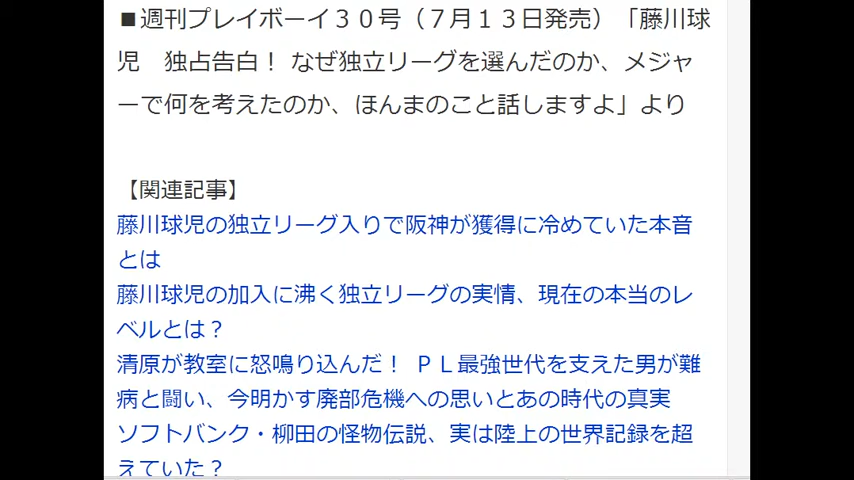 ■週刊プレイボーイ３０号（７月１３日発売）「藤川球
児　独占告白！ なぜ独立リーグを選んだのか、メジャ
ーで何を考えたのか、ほんまのこと話しますよ」より
【関連記事】
藤川球児の独立リーグ入りで阪神が獲得に冷めていた本音
とは
藤川球児の加入に沸く独立リーグの実情、現在の本当のレ
ベルとは？
清原が教室に怒鳴り込んだ！ ＰＬ最強世代を支えた男が難
病と闘い、今明かす廃部危機への思いとあの時代の真実
ソフトバンク・柳田の怪物伝説、実は陸上の世界記録を超
えていた？